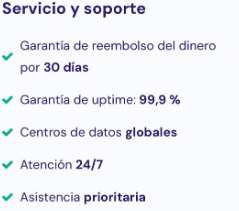 Servicio y soporte
Garantía de reembolso del dinero
por 30 días
Garantía de uptime: 99,9 %
Centros de datos globales
Atención 24/7
Asistencia prioritaria